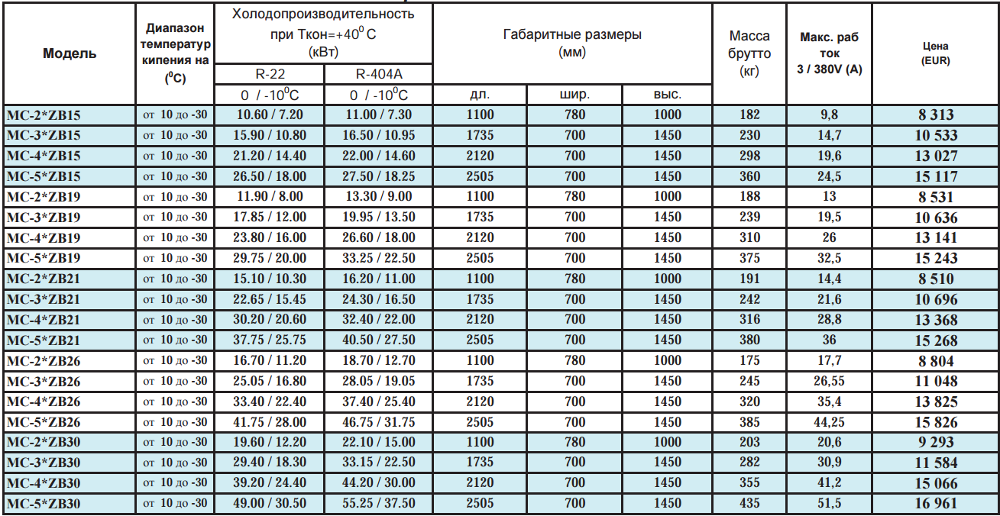 Модель
Диапазон
температур
кипения на
(⁰C)
Холодопроизводительность
при Ткон=+40⁰ С
(кВт)
R-22
R-404A
0 / -10⁰C
0 / -10⁰C
Габаритные размеры
(мм)
дл.
шир.
выс.
Масса
брутто
(кг)
Макс. раб
ток
3 / 380V (A)
Цена
(EUR)
MC-2*ZB15 от 10 до -30 10.60 / 7.20 11.00 / 7.30 1100 780 1000 182 9,8 8 313
MC-3*ZB15 от 10 до -30 15.90 / 10.80 16.50 / 10.95 1735 700 1450 230 14,7 10 533
MC-4*ZB15 от 10 до -30 21.20 / 14.40 22.00 / 14.60 2120 700 1450 298 19,6 13 027
MC-5*ZB15 от 10 до -30 26.50 / 18.00 27.50 / 18.25 2505 700 1450 360 24,5 15 117
MC-2*ZB19 от 10 до -30 11.90 / 8.00 13.30 / 9.00 1100 780 1000 188 13 8 531
MC-3*ZB19 от 10 до -30 17.85 / 12.00 19.95 / 13.50 1735 700 1450 239 19,5 10 636
MC-4*ZB19 от 10 до -30 23.80 / 16.00 26.60 / 18.00 2120 700 1450 310 26 13 141
MC-5*ZB19 от 10 до -30 29.75 / 20.00 33.25 / 22.50 2505 700 1450 375 32,5 15 243
MC-2*ZB21 от 10 до -30 15.10 / 10.30 16.20 / 11.00 1100 780 1000 191 14,4 8 510
MC-3*ZB21 от 10 до -30 22.65 / 15.45 24.30 / 16.50 1735 700 1450 242 21,6 10 696
MC-4*ZB21 от 10 до -30 30.20 / 20.60 32.40 / 22.00 2120 700 1450 316 28,8 13 368
MC-5*ZB21 от 10 до -30 37.75 / 25.75 40.50 / 27.50 2505 700 1450 380 36 15 268
MC-2*ZB26 от 10 до -30 16.70 / 11.20 18.70 / 12.70 1100 780 1000 175 17,7 8 804
MC-3*ZB26 от 10 до -30 25.05 / 16.80 28.05 / 19.05 1735 700 1450 245 26,55 11 048
MC-4*ZB26 от 10 до -30 33.40 / 22.40 37.40 / 25.40 2120 700 1450 320 35,4 13 825
MC-5*ZB26 от 10 до -30 41.75 / 28.00 46.75 / 31.75 2505 700 1450 385 44,25 15 826
MC-2*ZB30 от 10 до -30 19.60 / 12.20 22.10 / 15.00 1100 780 1000 203 20,6 9 293
MC-3*ZB30 от 10 до -30 29.40 / 18.30 33.15 / 22.50 1735 700 1450 282 30,9 11 584
MC-4*ZB30 от 10 до -30 39.20 / 24.40 44.20 / 30.00 2120 700 1450 355 41,2 15 066
MC-5*ZB30 от 10 до -30 49.00 / 30.50 55.25 / 37.50 2505 700 1450 435 51,5 16 961